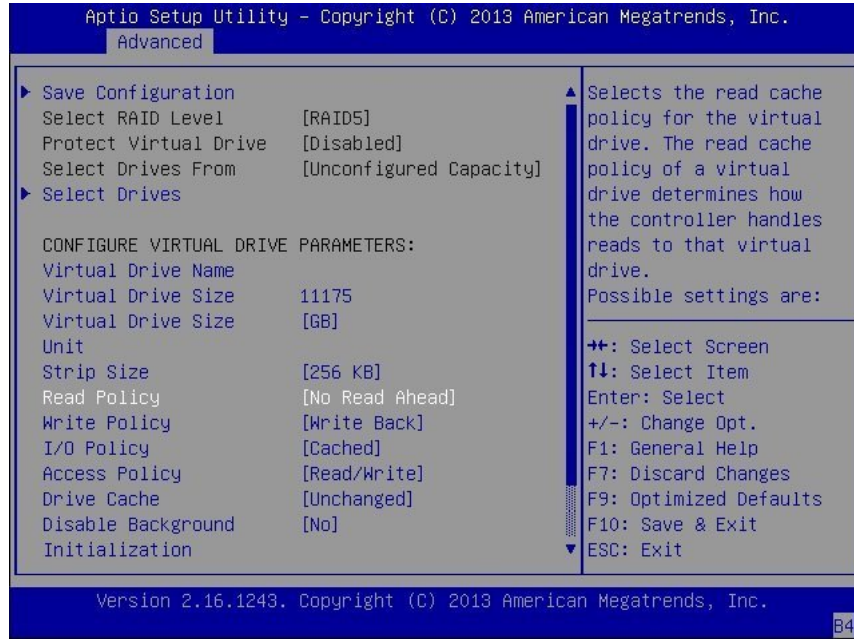 Aptio Setup Utility – Copyright (C) 2013 American Megatrends, Inc.
Advanced
Save Configuration
Select RAID Level [RAID5]
Protect Virtual Drive [Disabled]
Select Drives From [Unconfigured Capacity]
Select Drives
CONFIGURE VIRTUAL DRIVE PARAMETERS:
Virtual Drive Name
Virtual Drive Size 11175
Virtual Drive Size [GB]
Unit
Strip Size [256 KB]
Read Policy [No Read Ahead]
Write Policy [Write Back]
I/O Policy [Cached]
Access Policy [Read/Write]
Drive Cache [Unchanged]
Disable Background [No]
Initialization
Selects the read cache
policy for the virtual
drive. The read cache
policy of a virtual
drive determines how
the controller handles
reads to that virtual
drive.
Possible settings are:
→←: Select Screen
↑↓: Select Item
Enter: Select
+/-: Change Opt.
F1: General Help
F7: Discard Changes
F9: Optimized Defaults
F10: Save & Exit
ESC: Exit
Version 2.16.1243. Copyright (C) 2013 American Megatrends, Inc.
B4